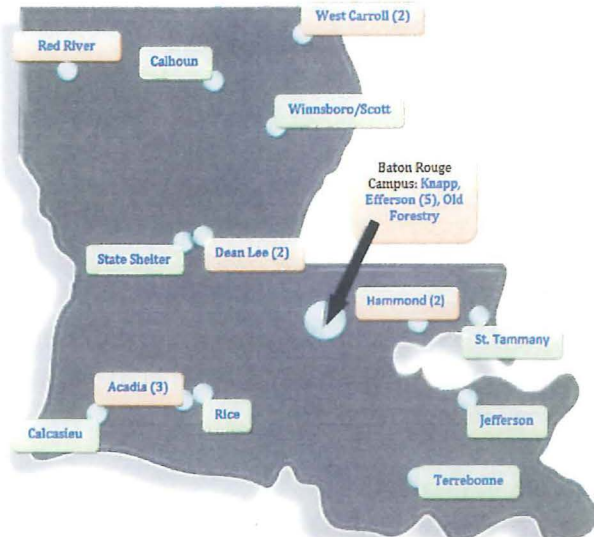 West Carroll (2)
Red River
Calhoun
Winnsboro/Scott
Baton Rouge
Campus: Knapp,
Efferson (5), Old
Forestry
State Shelter
Dean Lee (2)
Hammond (2)
St. Tammany
Acadia (3)
Rice
Jefferson
Calcasieu
Terrebonne